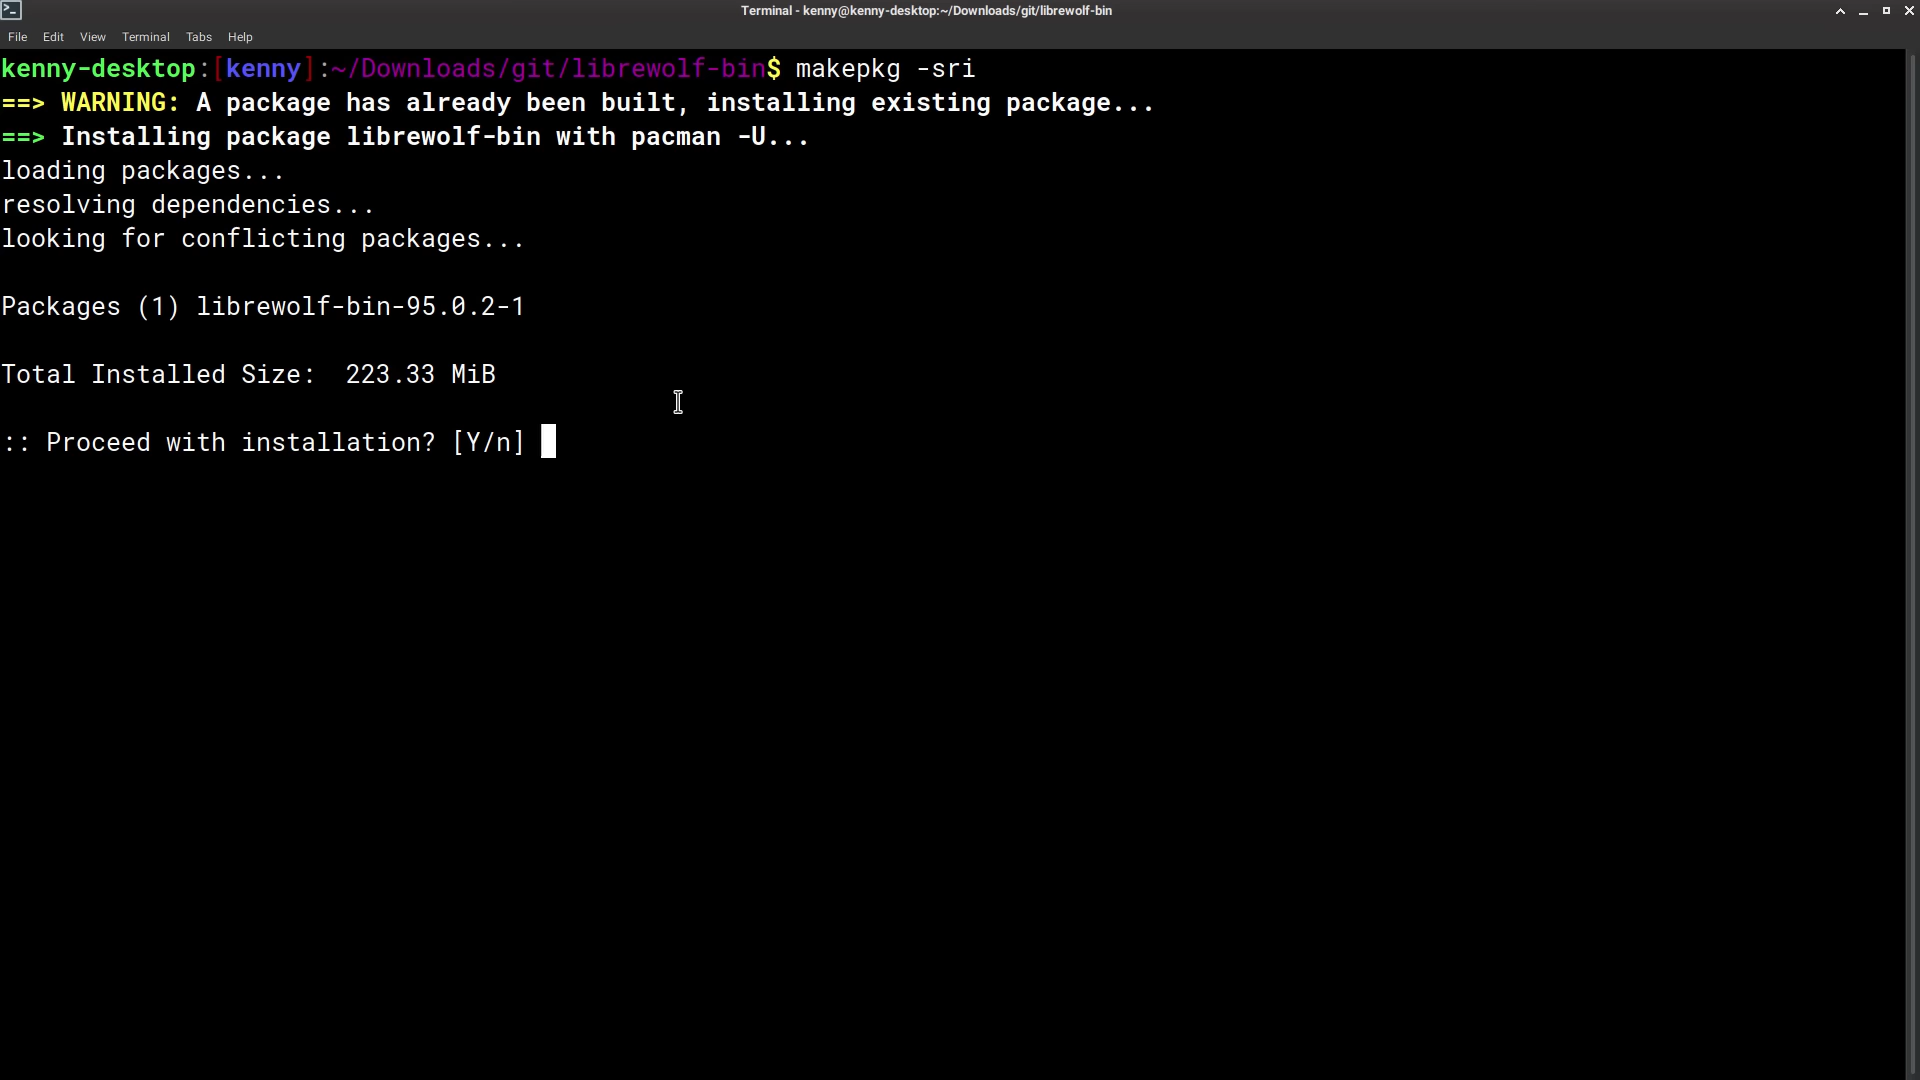 Terminal - kenny@kenny-desktop:~/Downloads/git/librewolf-bin
File Edit View Terminal Tabs Help
kenny-desktop:[kenny]:~/Downloads/git/librewolf-bin$ makepkg -sri
==> WARNING: A package has already been built, installing existing package...
==> Installing package librewolf-bin with pacman -U...
loading packages...
resolving dependencies...
looking for conflicting packages...
Packages (1) librewolf-bin-95.0.2-1
Total Installed Size:  223.33 MiB
:: Proceed with installation? [Y/n]